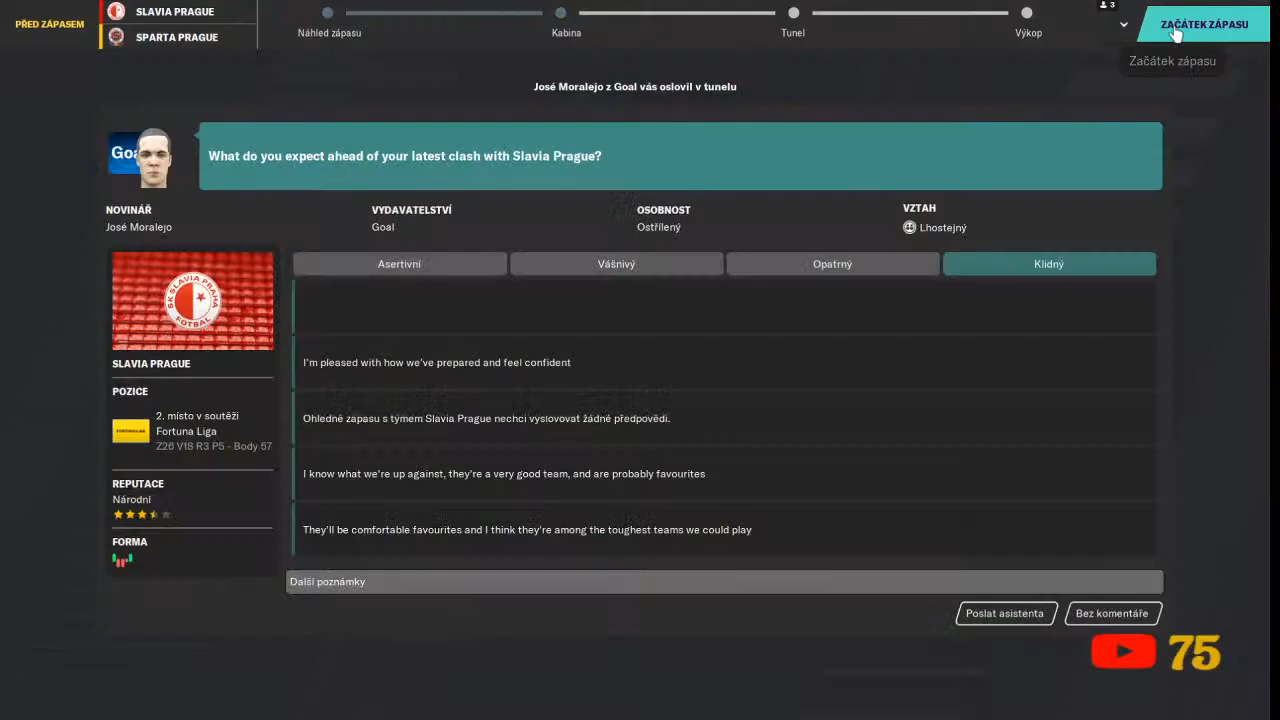 PŘED ZÁPASEM
SLAVIA PRAGUE
SPARTA PRAGUE
Náhled zápasu
Kabina
Tunel
Výkop
3
ZAČÁTEK ZÁPASU
Začátek zápasu
José Moralejo z Goal vás oslovil v tunelu
Goa
What do you expect ahead of your latest clash with Slavia Prague?
NOVINÁŘ
José Moralejo
VYDAVATELSTVÍ
Goal
OSOBNOST
Ostřílený
VZTAH
Lhostejný
Asertivní
Vášnivý
Opatrný
Klidný
SK SLAVIA PRAHA
FOTBAL
SLAVIA PRAGUE
POZICE
FORTUNA:LIGA
2. místo v soutěži
Fortuna Liga
Z26 V18 R3 P5 - Body 57
REPUTACE
Národní
FORMA
I'm pleased with how we've prepared and feel confident
Ohledně zápasu s týmem Slavia Prague nechci vyslovovat žádné předpovědi.
I know what we're up against, they're a very good team, and are probably favourites
They'll be comfortable favourites and I think they're among the toughest teams we could play
Další poznámky
Poslat asistenta
Bez komentáře
75